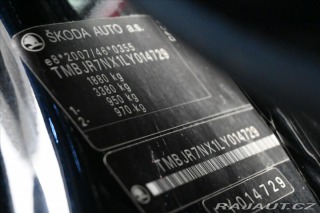 ŠKODA AUTO a.s.
e8*2007/46*0355
TMBJR7NX1LY014729
1880 kg
3380 kg
1- 950 kg
2- 970 kg
TMBJR7NX1LY014729
014729
RAJAUT.CZ